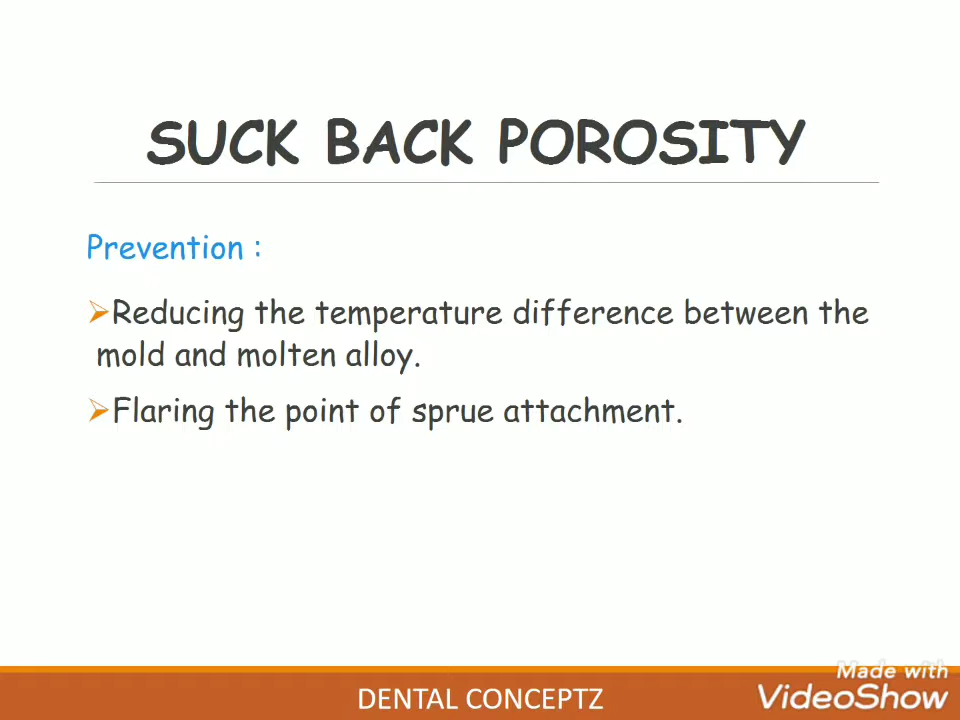 SUCK BACK POROSITY
Prevention :
➢Reducing the temperature difference between the
mold and molten alloy.
➢Flaring the point of sprue attachment.
DENTAL CONCEPTZ
Made with
VideoShow